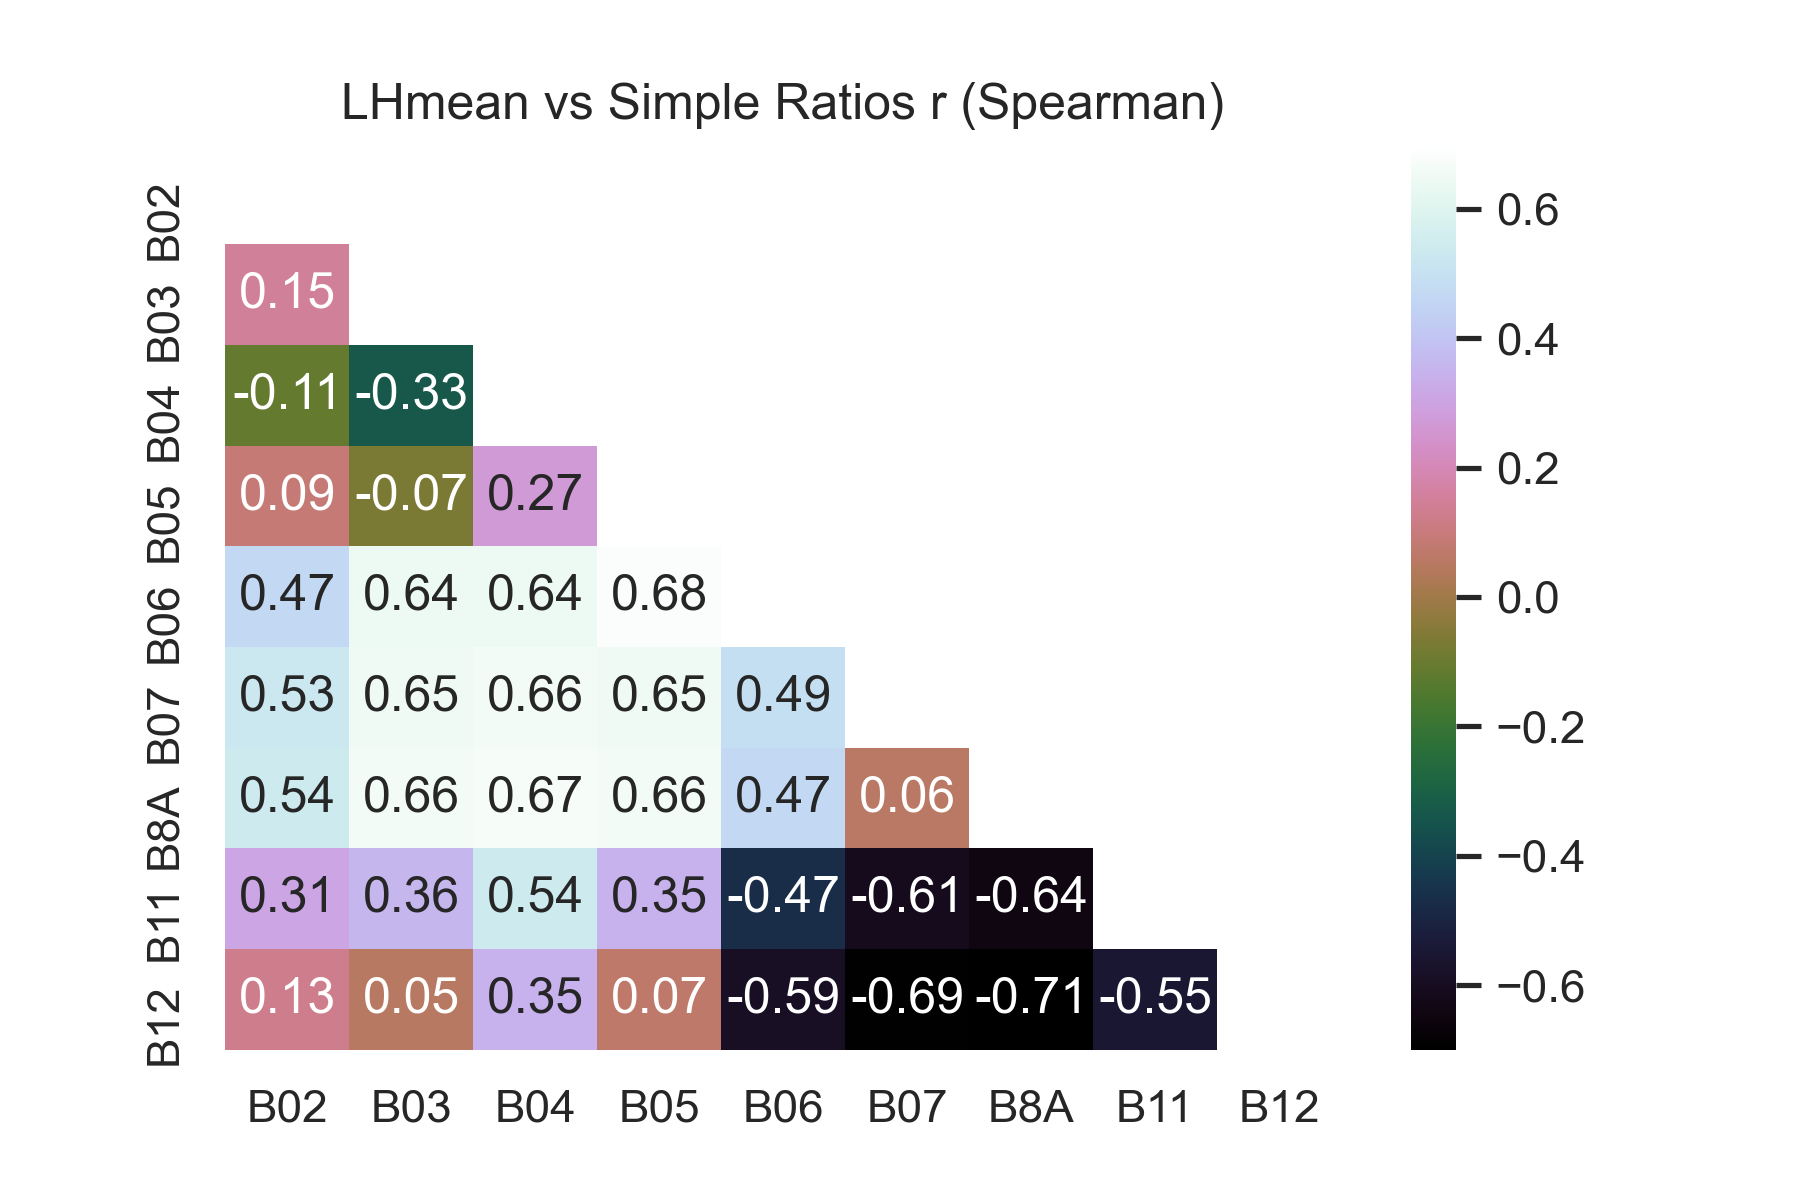 LHmean vs Simple Ratios r (Spearman)
B02
B03 0.15
B04 -0.11 -0.33
B05 0.09 -0.07 0.27
B06 0.47 0.64 0.64 0.68
B07 0.53 0.65 0.66 0.65 0.49
B8A 0.54 0.66 0.67 0.66 0.47 0.06
B11 0.31 0.36 0.54 0.35 -0.47 -0.61 -0.64
B12 0.13 0.05 0.35 0.07 -0.59 -0.69 -0.71 -0.55
B02 B03 B04 B05 B06 B07 B8A B11 B12
0.6
0.4
0.2
0.0
−0.2
−0.4
−0.6